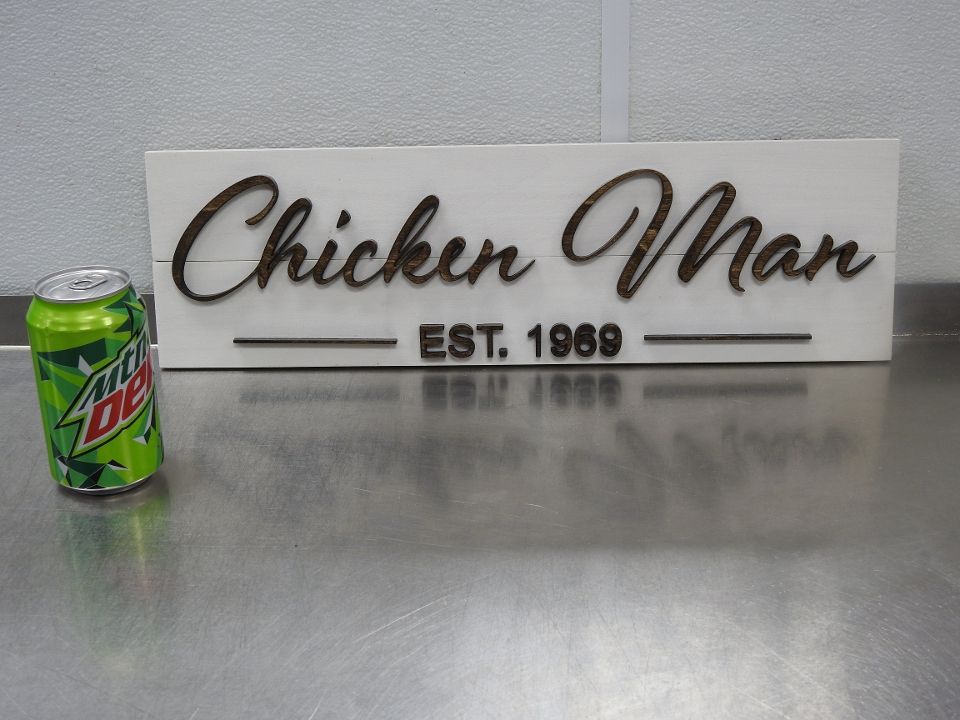 Chicken Man
EST. 1969
Mtn
DEW